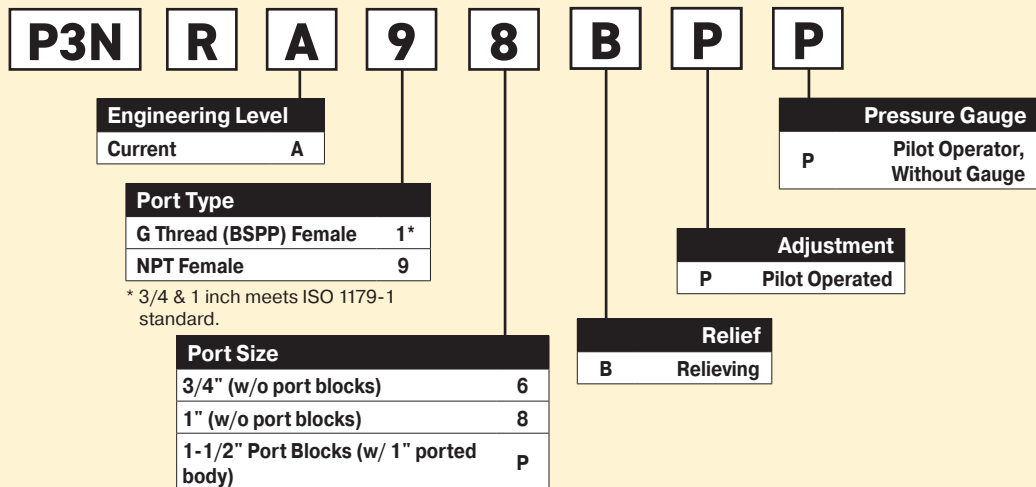 P3N R A 9 8 B P P
Engineering Level
Current A
Port Type
G Thread (BSPP) Female 1*
NPT Female 9
* 3/4 & 1 inch meets ISO 1179-1
standard.
Port Size
3/4" (w/o port blocks) 6
1" (w/o port blocks) 8
1-1/2" Port Blocks (w/ 1" ported
body) P
Relief
B Relieving
Adjustment
P Pilot Operated
Pressure Gauge
P Pilot Operator,
Without Gauge